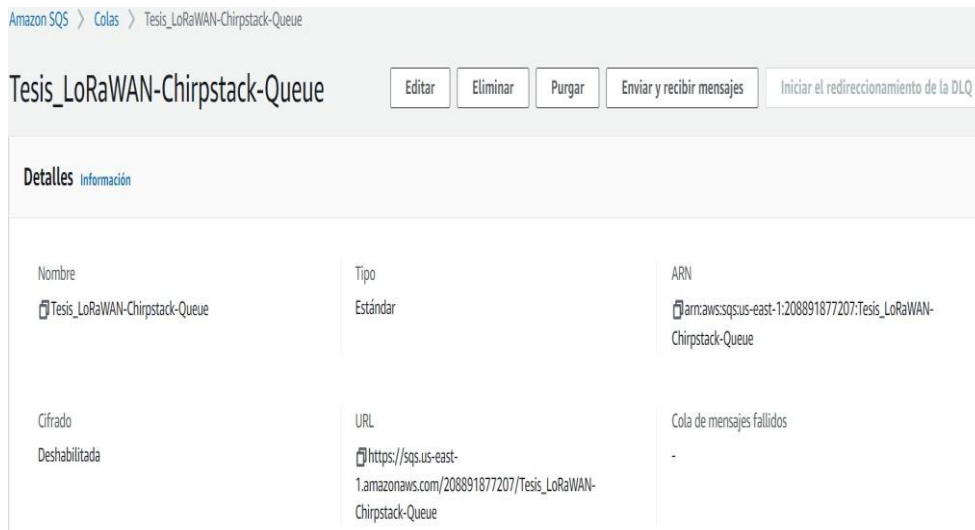 Amazon SQS > Colas > Tesis_LoRaWAN-Chirpstack-Queue
Tesis_LoRaWAN-Chirpstack-Queue
Editar
Eliminar
Purgar
Enviar y recibir mensajes
Iniciar el redireccionamiento de la DLQ
Detalles Información
Nombre
Tesis_LoRaWAN-Chirpstack-Queue
Tipo
Estándar
ARN
arn:aws:sqs:us-east-1:208891877207:Tesis_LoRaWAN-
Chirpstack-Queue
Cifrado
Deshabilitada
URL
https://sqs.us-east-
1.amazonaws.com/208891877207/Tesis_LoRaWAN-
Chirpstack-Queue
Cola de mensajes fallidos
-